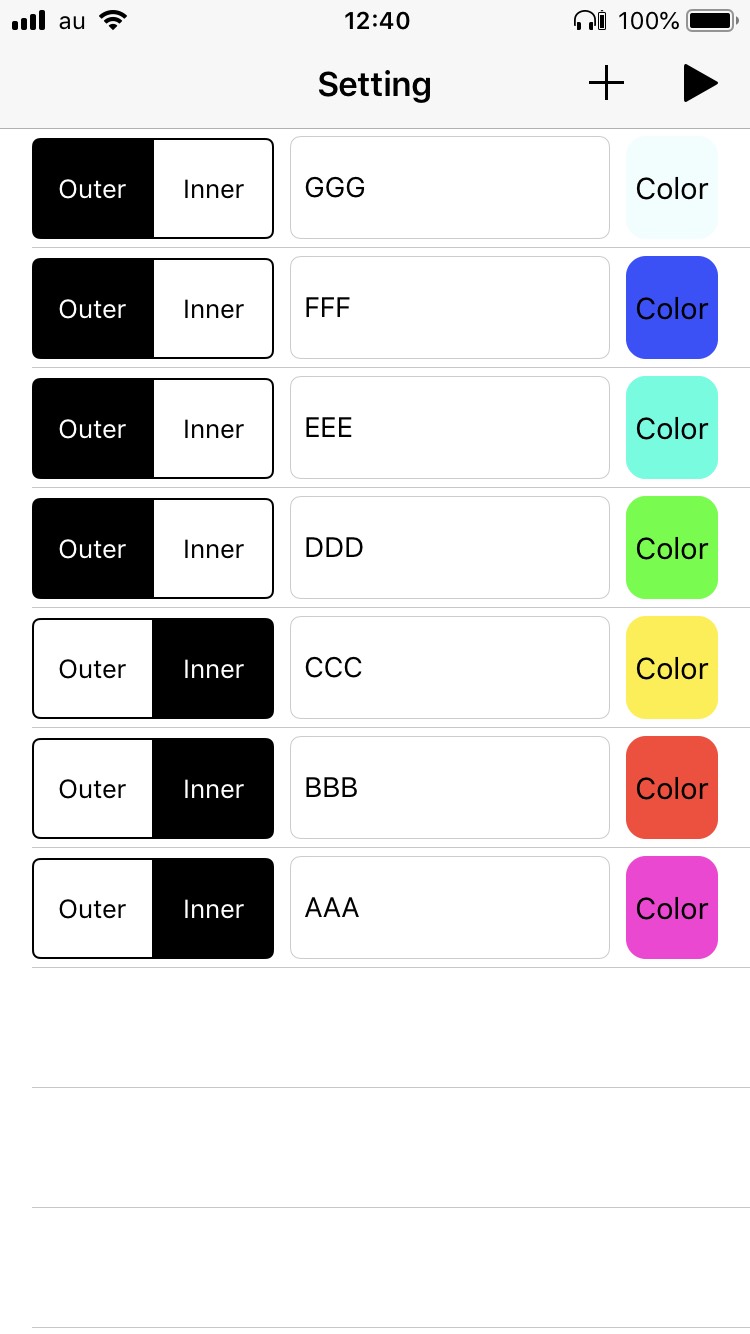 au 12:40 100%
Setting
Outer Inner GGG Color
Outer Inner FFF Color
Outer Inner EEE Color
Outer Inner DDD Color
Outer Inner CCC Color
Outer Inner BBB Color
Outer Inner AAA Color